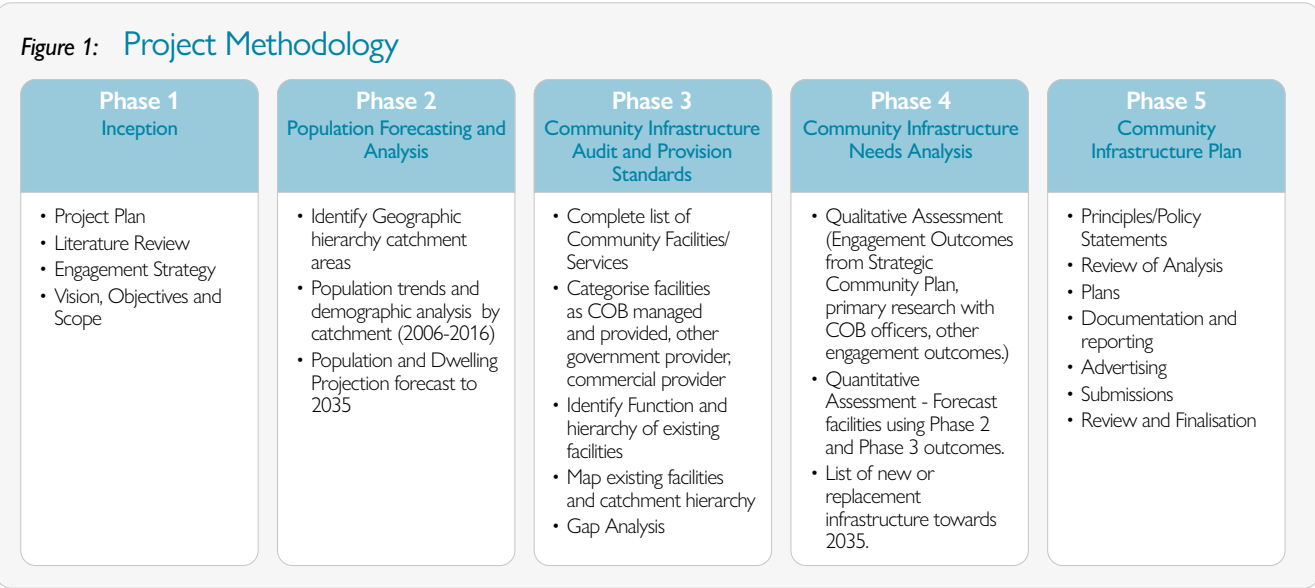 Figure 1: Project Methodology
Phase 1
Inception
• Project Plan
• Literature Review
• Engagement Strategy
• Vision, Objectives and
Scope
Phase 2
Population Forecasting and
Analysis
• Identify Geographic
hierarchy catchment
areas
• Population trends and
demographic analysis by
catchment (2006-2016)
• Population and Dwelling
Projection forecast to
2035
Phase 3
Community Infrastructure
Audit and Provision
Standards
• Complete list of
Community Facilities/
Services
• Categorise facilities
as COB managed
and provided, other
government provider,
commercial provider
• Identify Function and
hierarchy of existing
facilities
• Map existing facilities
and catchment hierarchy
• Gap Analysis
Phase 4
Community Infrastructure
Needs Analysis
• Qualitative Assessment
(Engagement Outcomes
from Strategic
Community Plan,
primary research with
COB officers, other
engagement outcomes.)
• Quantitative
Assessment - Forecast
facilities using Phase 2
and Phase 3 outcomes.
• List of new or
replacement
infrastructure towards
2035.
Phase 5
Community
Infrastructure Plan
• Principles/Policy
Statements
• Review of Analysis
• Plans
• Documentation and
reporting
• Advertising
• Submissions
• Review and Finalisation